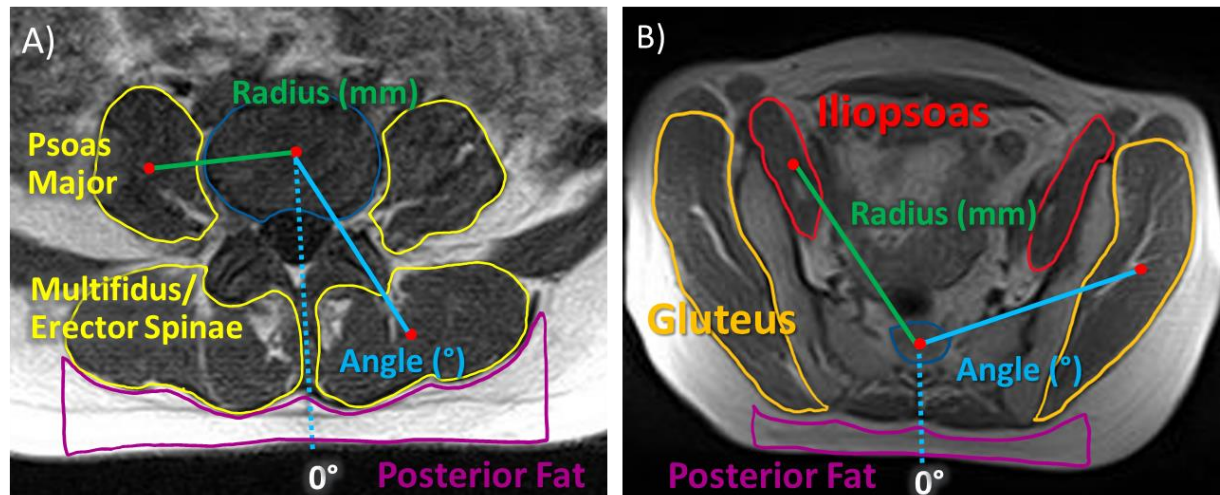 A)
Radius (mm)
Psoas
Major
Multifidus/
Erector Spinae
Angle (°)
0°
Posterior Fat
B)
Iliopsoas
Radius (mm)
Gluteus
Angle (°)
Posterior Fat
0°